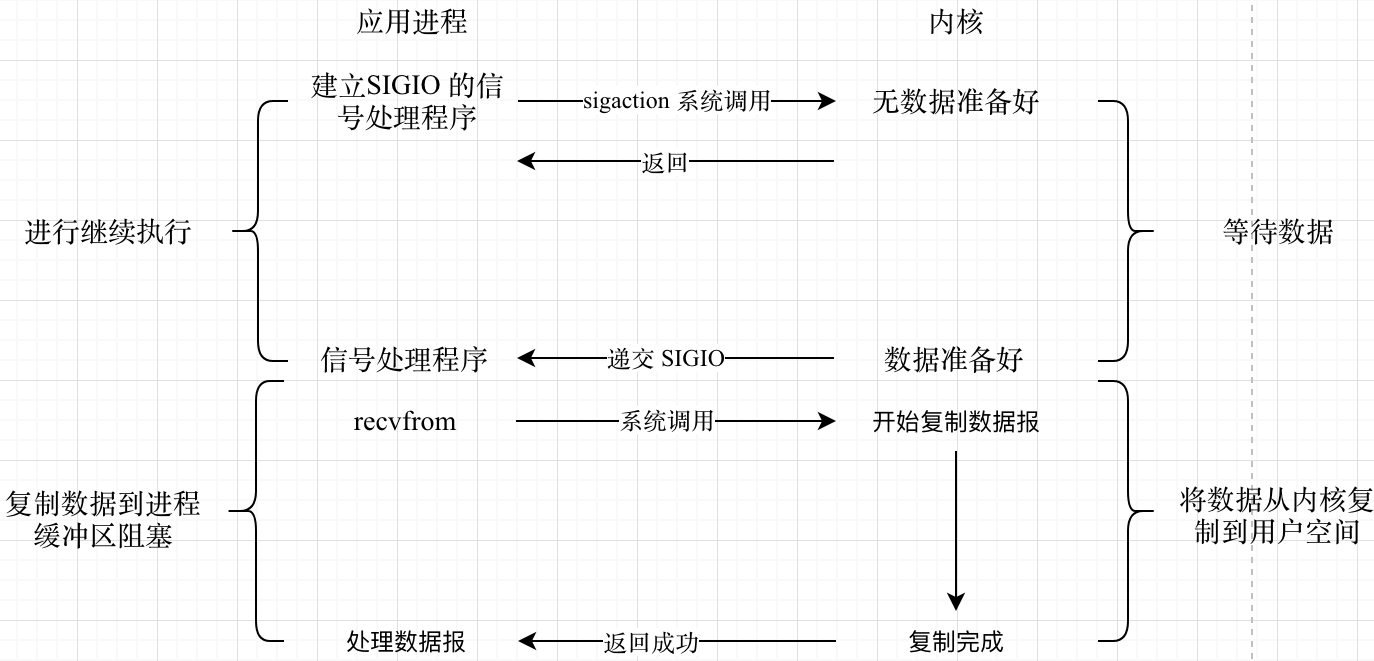 应用进程
内核
建立SIGIO 的信
号处理程序
sigaction 系统调用
无数据准备好
返回
进行继续执行
等待数据
信号处理程序
递交 SIGIO
数据准备好
recvfrom
系统调用
开始复制数据报
复制数据到进程
缓冲区阻塞
将数据从内核复
制到用户空间
处理数据报
返回成功
复制完成